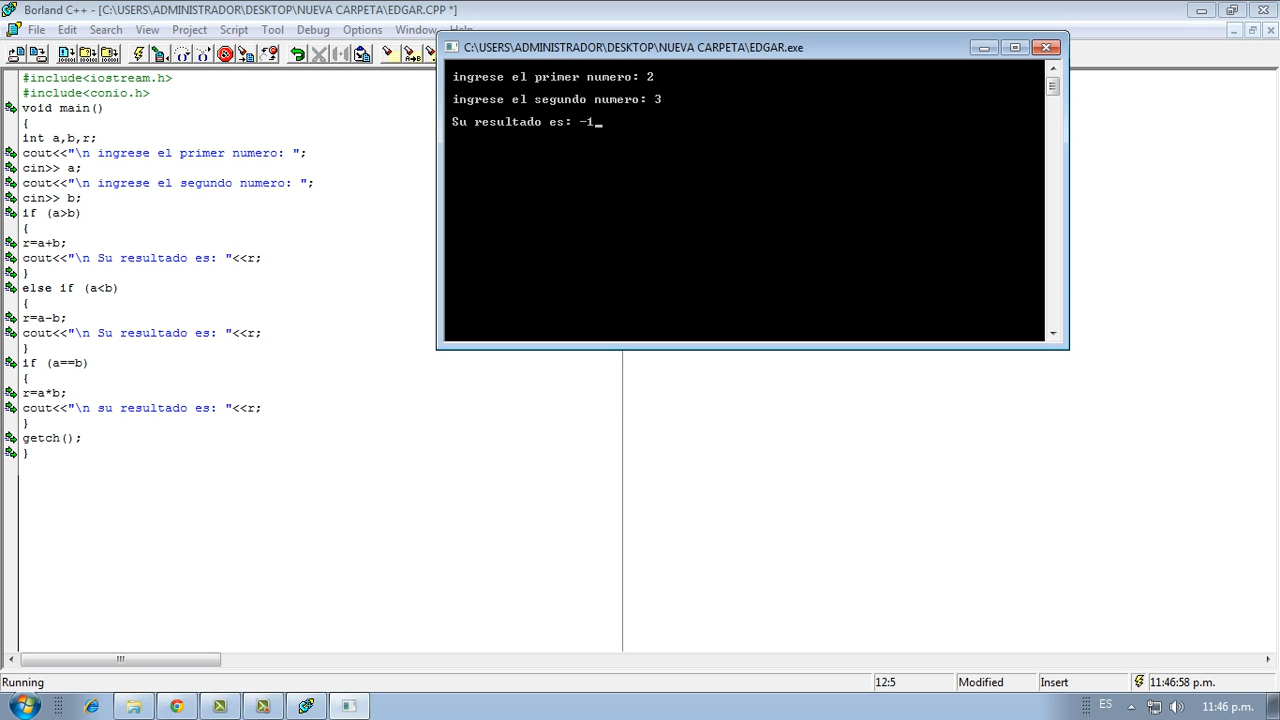 Borland C++ - [C:\USERS\ADMINISTRADOR\DESKTOP\NUEVA CARPETA\EDGAR.CPP *]
File Edit Search View Project Script Tool Debug Options Window Help
C:\USERS\ADMINISTRADOR\DESKTOP\NUEVA CARPETA\EDGAR.exe
ingrese el primer numero: 2
ingrese el segundo numero: 3
Su resultado es: -1_
#include<iostream.h>
#include<conio.h>
void main()
{
int a,b,r;
cout<<"\n ingrese el primer numero: ";
cin>> a;
cout<<"\n ingrese el segundo numero: ";
cin>> b;
if (a>b)
{
r=a+b;
cout<<"\n Su resultado es: "<<r;
}
else if (a<b)
{
r=a-b;
cout<<"\n Su resultado es: "<<r;
}
if (a==b)
{
r=a*b;
cout<<"\n su resultado es: "<<r;
}
getch();
}
Running 12:5 Modified Insert 11:46:58 p.m.
ES 11:46 p.m.